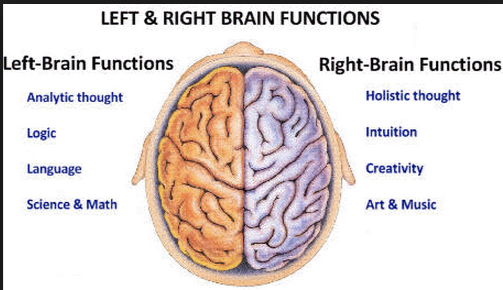 LEFT & RIGHT BRAIN FUNCTIONS
Left-Brain Functions
Analytic thought
Logic
Language
Science & Math
Right-Brain Functions
Holistic thought
Intuition
Creativity
Art & Music